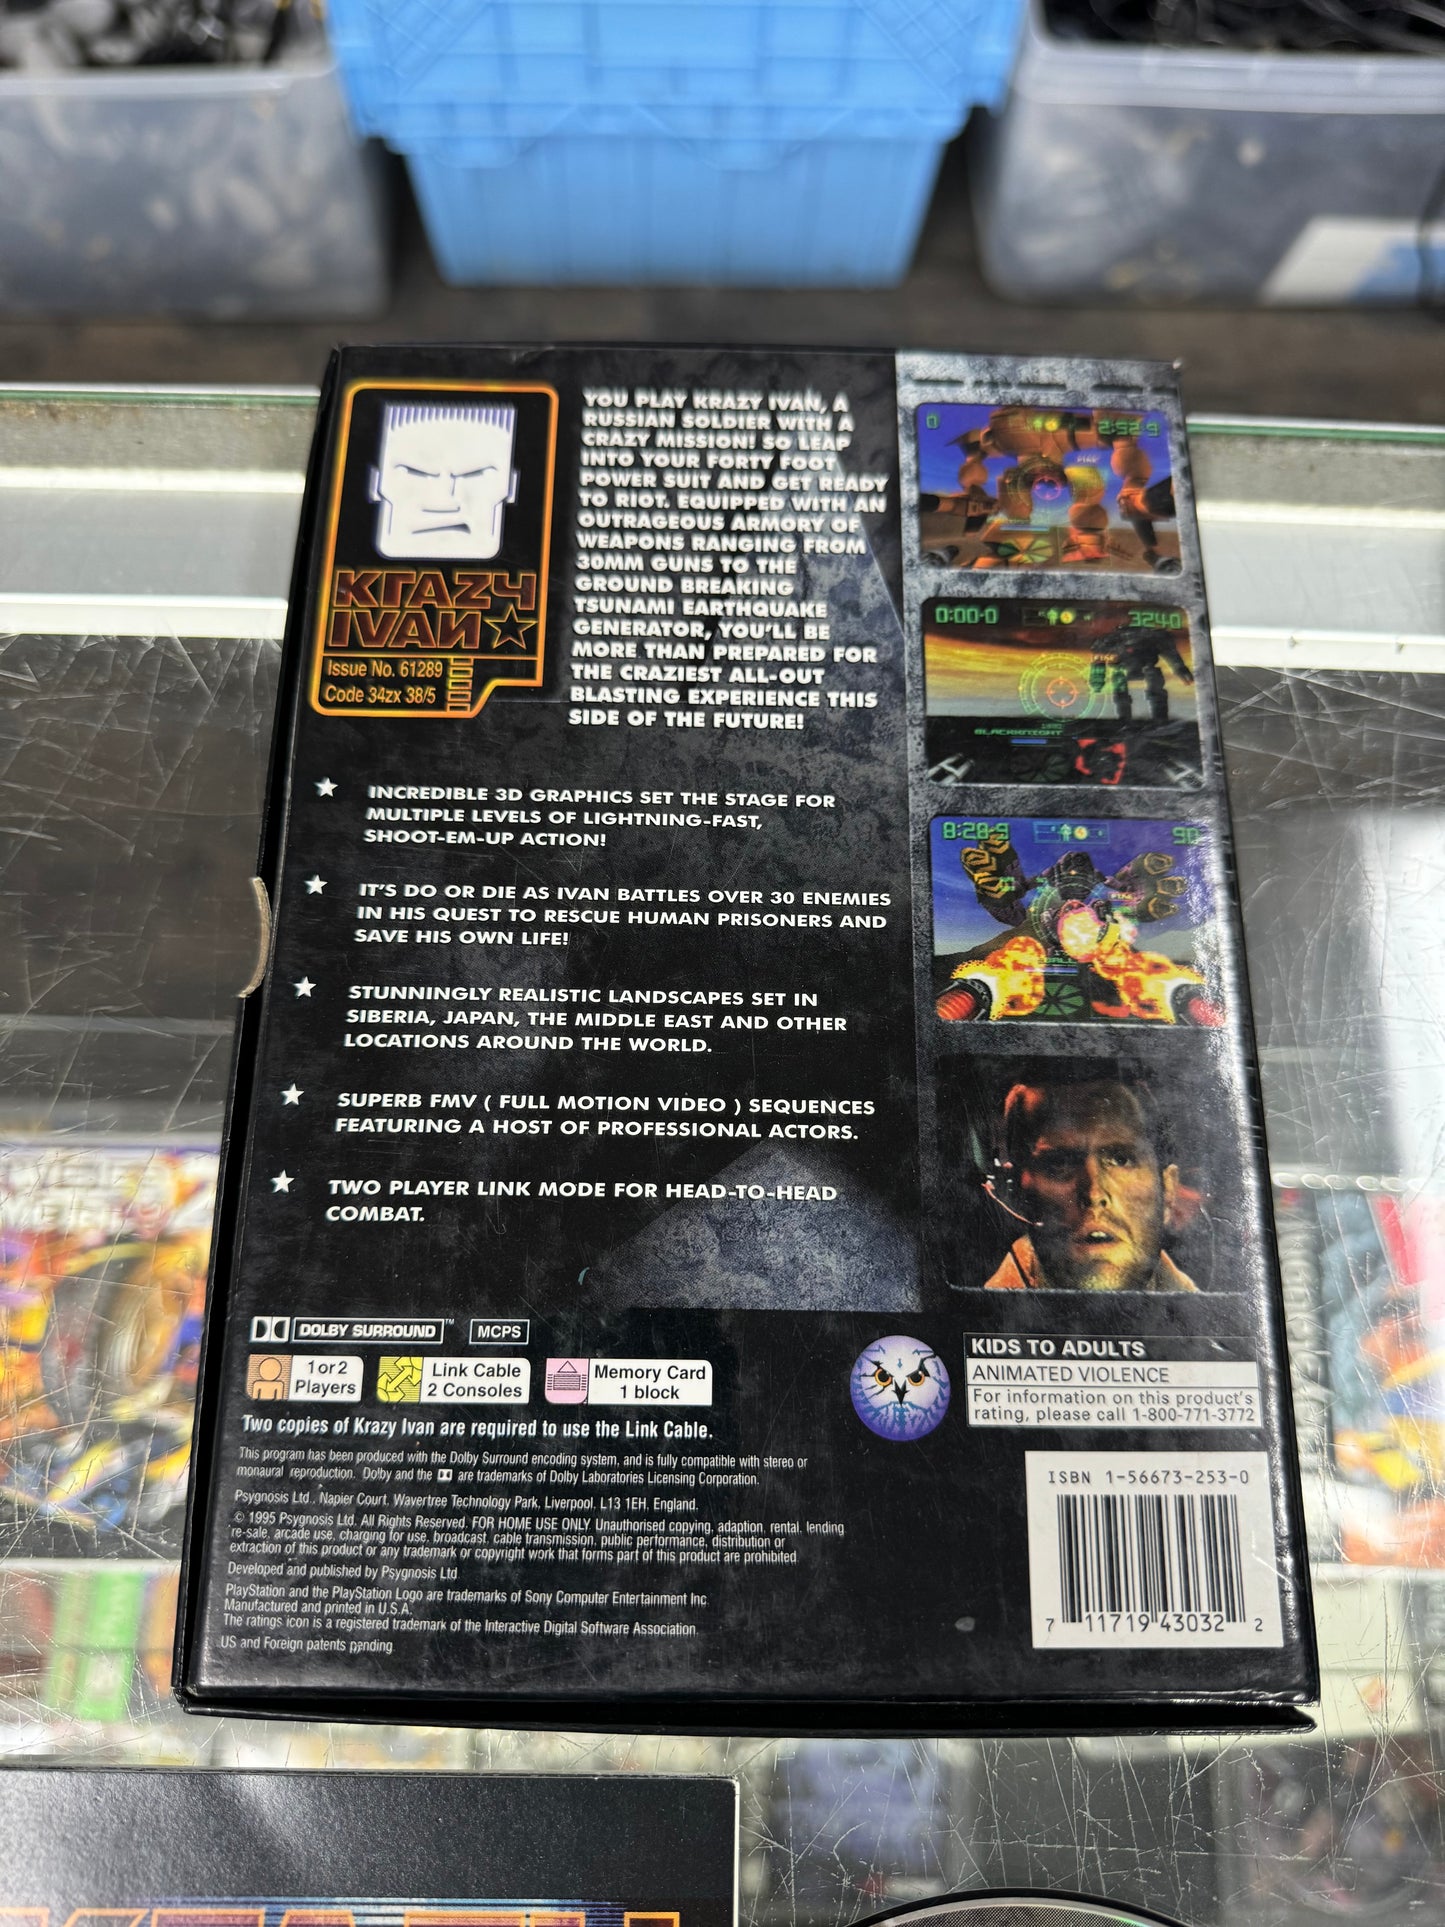 KRAZY
IVAN
Issue No. 61289
Code 34zx 38/5
YOU PLAY KRAZY IVAN, A
RUSSIAN SOLDIER WITH A
CRAZY MISSION! SO LEAP
INTO YOUR FORTY FOOT
POWER SUIT AND GET READY
TO RIOT. EQUIPPED WITH AN
OUTRAGEOUS ARMORY OF
WEAPONS RANGING FROM
30MM GUNS TO THE
GROUND BREAKING
TSUNAMI EARTHQUAKE
GENERATOR, YOU'LL BE
MORE THAN PREPARED FOR
THE CRAZIEST ALL-OUT
BLASTING EXPERIENCE THIS
SIDE OF THE FUTURE!
0
2:52:9
0:00:0
3240
FIRE
BLACKKNIGHT
8:28:9
90
INCREDIBLE 3D GRAPHICS SET THE STAGE FOR
MULTIPLE LEVELS OF LIGHTNING-FAST,
SHOOT-EM-UP ACTION!
IT'S DO OR DIE AS IVAN BATTLES OVER 30 ENEMIES
IN HIS QUEST TO RESCUE HUMAN PRISONERS AND
SAVE HIS OWN LIFE!
STUNNINGLY REALISTIC LANDSCAPES SET IN
SIBERIA, JAPAN, THE MIDDLE EAST AND OTHER
LOCATIONS AROUND THE WORLD.
SUPERB FMV ( FULL MOTION VIDEO ) SEQUENCES
FEATURING A HOST OF PROFESSIONAL ACTORS.
TWO PLAYER LINK MODE FOR HEAD-TO-HEAD
COMBAT.
DOLBY SURROUND™ MCPS
1 or 2
Players
Link Cable
2 Consoles
Memory Card
1 block
Two copies of Krazy Ivan are required to use the Link Cable.
This program has been produced with the Dolby Surround encoding system, and is fully compatible with stereo or
monaural reproduction. Dolby and the are trademarks of Dolby Laboratories Licensing Corporation.
Psygnosis Ltd., Napier Court, Wavertree Technology Park, Liverpool, L13 1EH, England.
© 1995 Psygnosis Ltd. All Rights Reserved. FOR HOME USE ONLY. Unauthorised copying, adaption, rental, lending
re-sale, arcade use, charging for use, broadcast, cable transmission, public performance, distribution or
extraction of this product or any trademark or copyright work that forms part of this product are prohibited
Developed and published by Psygnosis Ltd.
PlayStation and the PlayStation Logo are trademarks of Sony Computer Entertainment Inc.
Manufactured and printed in U.S.A.
The ratings icon is a registered trademark of the Interactive Digital Software Association.
US and Foreign patents pending.
KIDS TO ADULTS
ANIMATED VIOLENCE
For information on this product's
rating, please call 1-800-771-3772
ISBN 1-56673-253-0
7 11719 43032 2